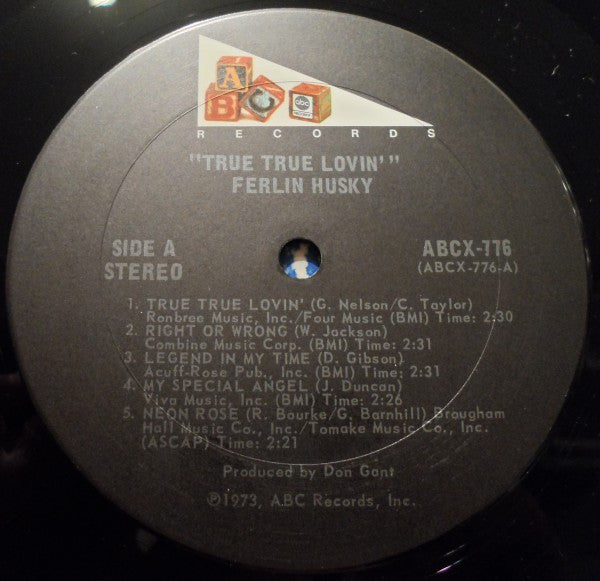 A
B C abc
RECORDS
"TRUE TRUE LOVIN'"
FERLIN HUSKY
SIDE A
STEREO
ABCX-776
(ABCX-776-A)
1. TRUE TRUE LOVIN' (G. Nelson/C. Taylor)
Ronbree Music, Inc./Four Music (BMI) Time: 2:30
2. RIGHT OR WRONG (W. Jackson)
Combine Music Corp. (BMI) Time: 2:31
3. LEGEND IN MY TIME (D. Gibson)
Acuff-Rose Pub., Inc. (BMI) Time: 2:31
4. MY SPECIAL ANGEL (J. Duncan)
Viva Music, Inc. (BMI) Time: 2:26
5. NEON ROSE (R. Bourke/G. Barnhill) Brougham
Hall Music Co., Inc./Tomake Music Co., Inc.
(ASCAP) Time: 2:21
Produced by Don Gant
℗1973, ABC Records, Inc.